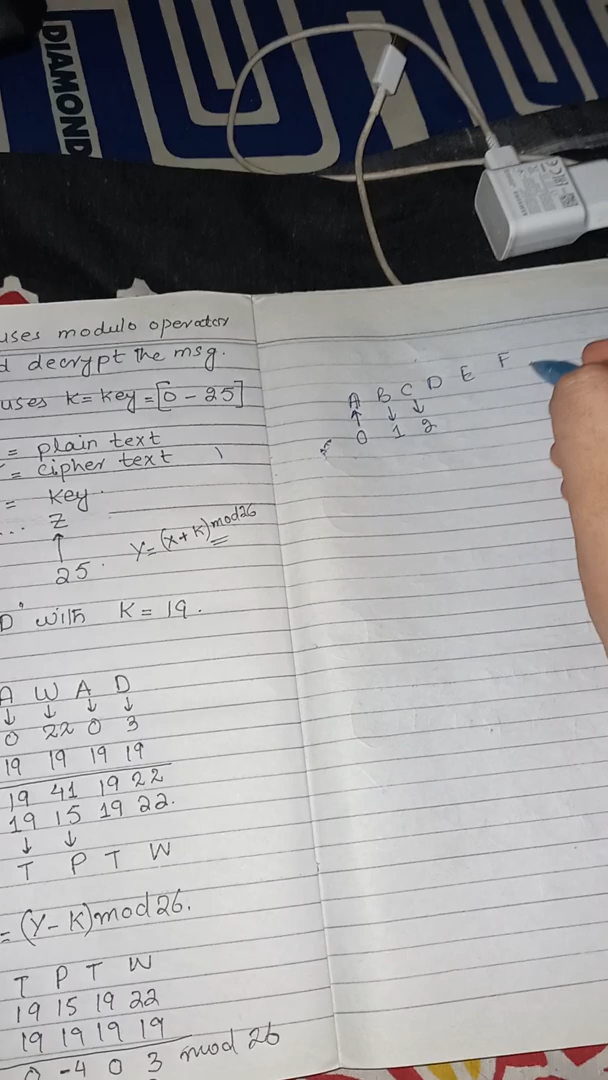 DIAMOND
SAMSUNG
uses modulo operator
d decrypt the msg.
uses K = Key = [0 - 25]
= plain text
= cipher text
= Key.
... Z
↑
25.
Y = (x + K) mod 26
D' with K = 19.
A W A D
↓ ↓ ↓ ↓
0 22 0 3
19 19 19 19
19 41 19 22
19 15 19 22.
↓ ↓
T P T W
= (Y - K) mod 26.
T P T W
19 15 19 22
19 19 19 19
0 -4 0 3 mod 26
A B C D E F
↑ ↓ ↓
0 1 2